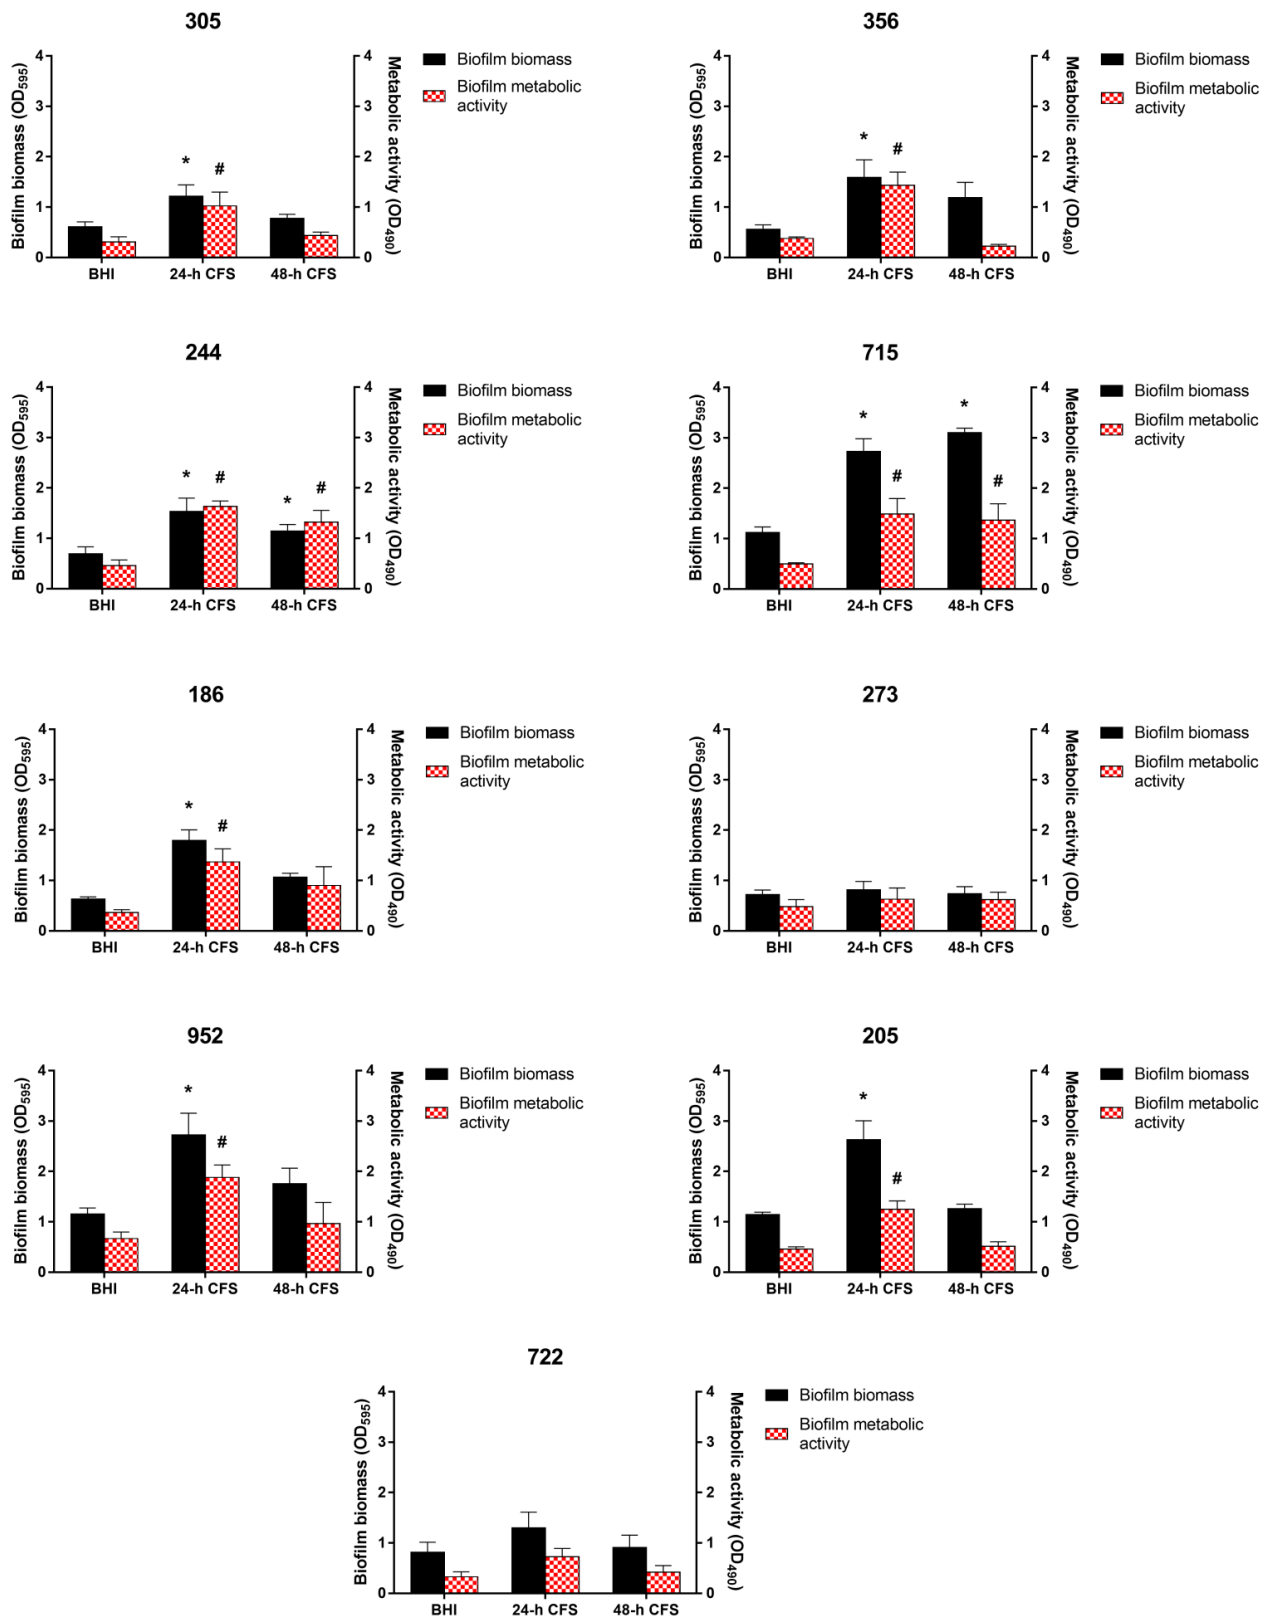 305
Biofilm biomass (OD595)
4
3
2
1
0
4
3
2
1
0
Metabolic activity (OD490)
Biofilm biomass
Biofilm metabolic
activity
*
#
BHI
24-h CFS
48-h CFS
356
Biofilm biomass (OD595)
4
3
2
1
0
4
3
2
1
0
Metabolic activity (OD490)
Biofilm biomass
Biofilm metabolic
activity
*
#
BHI
24-h CFS
48-h CFS
244
Biofilm biomass (OD595)
4
3
2
1
0
4
3
2
1
0
Metabolic activity (OD490)
Biofilm biomass
Biofilm metabolic
activity
*
#
*
#
BHI
24-h CFS
48-h CFS
715
Biofilm biomass (OD595)
4
3
2
1
0
4
3
2
1
0
Metabolic activity (OD490)
Biofilm biomass
Biofilm metabolic
activity
*
#
*
#
BHI
24-h CFS
48-h CFS
186
Biofilm biomass (OD595)
4
3
2
1
0
4
3
2
1
0
Metabolic activity (OD490)
Biofilm biomass
Biofilm metabolic
activity
*
#
BHI
24-h CFS
48-h CFS
273
Biofilm biomass (OD595)
4
3
2
1
0
4
3
2
1
0
Metabolic activity (OD490)
Biofilm biomass
Biofilm metabolic
activity
BHI
24-h CFS
48-h CFS
952
Biofilm biomass (OD595)
4
3
2
1
0
4
3
2
1
0
Metabolic activity (OD490)
Biofilm biomass
Biofilm metabolic
activity
*
#
BHI
24-h CFS
48-h CFS
205
Biofilm biomass (OD595)
4
3
2
1
0
4
3
2
1
0
Metabolic activity (OD490)
Biofilm biomass
Biofilm metabolic
activity
*
#
BHI
24-h CFS
48-h CFS
722
Biofilm biomass (OD595)
4
3
2
1
0
4
3
2
1
0
Metabolic activity (OD490)
Biofilm biomass
Biofilm metabolic
activity
BHI
24-h CFS
48-h CFS